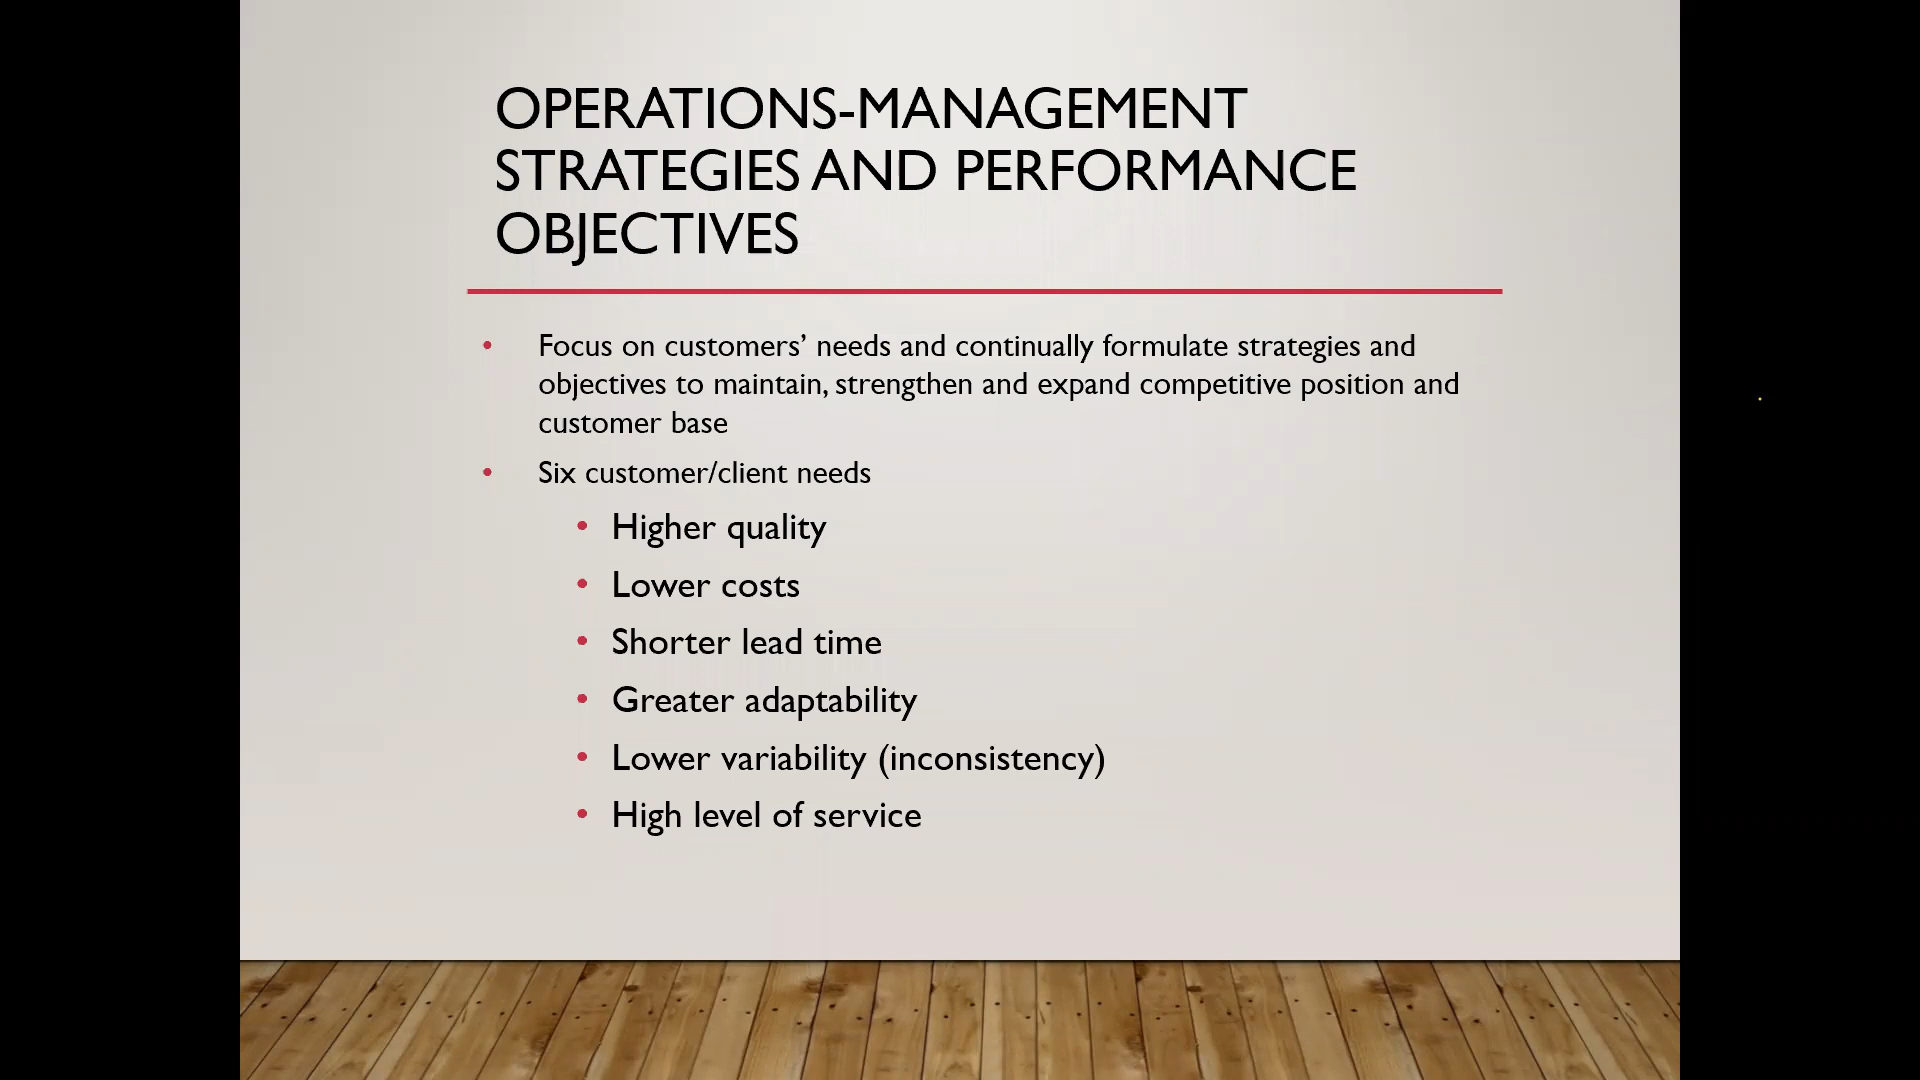 OPERATIONS-MANAGEMENT
STRATEGIES AND PERFORMANCE
OBJECTIVES
• Focus on customers’ needs and continually formulate strategies and
objectives to maintain, strengthen and expand competitive position and
customer base
• Six customer/client needs
• Higher quality
• Lower costs
• Shorter lead time
• Greater adaptability
• Lower variability (inconsistency)
• High level of service